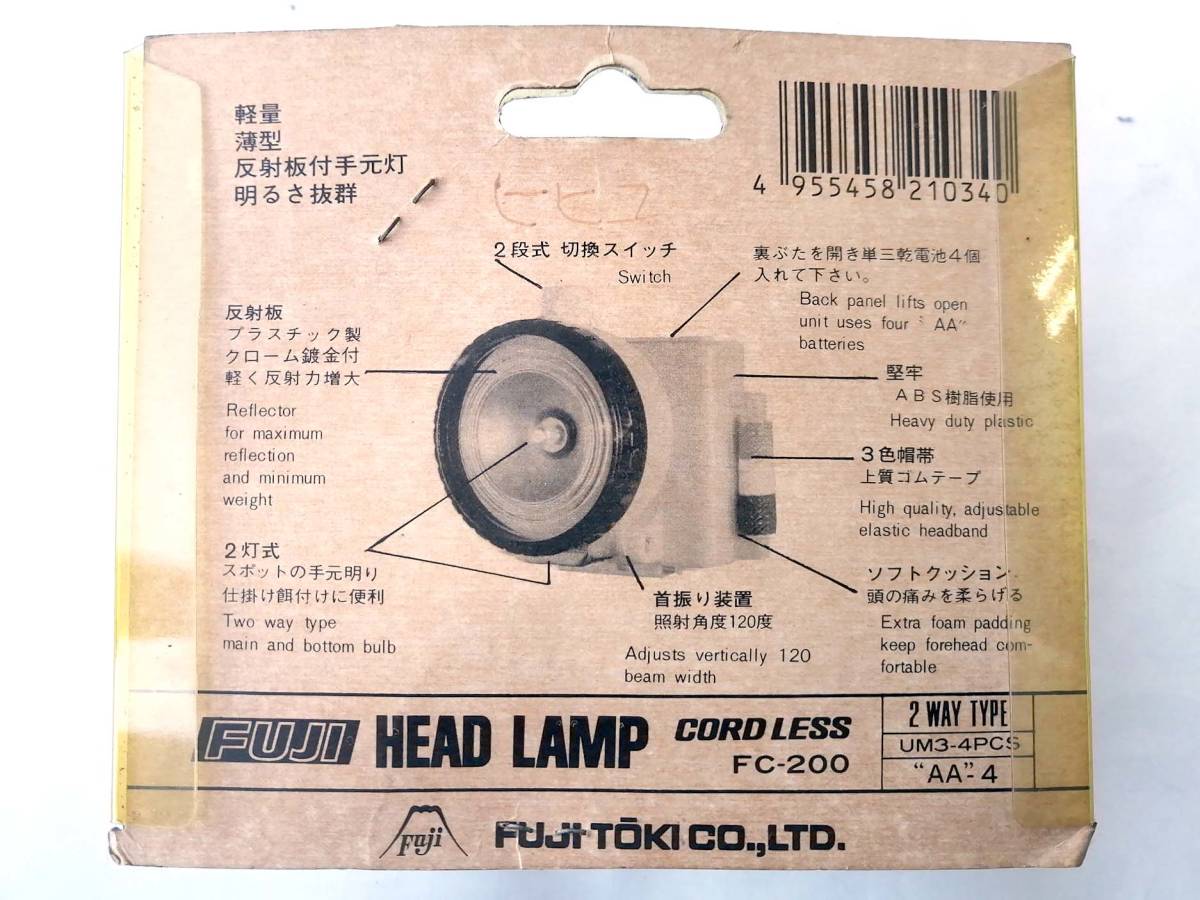 軽量
薄型
反射板付手元灯
明るさ抜群
4 955458 210340
2段式 切換スイッチ
Switch
裏ぶたを開き単三乾電池4個
入れて下さい。
Back panel lifts open
unit uses four "AA"
batteries
反射板
プラスチック製
クローム鍍金付
軽く反射力増大
Reflector
for maximum
reflection
and minimum
weight
堅牢
ABS樹脂使用
Heavy duty plastic
3色帽帯
上質ゴムテープ
High quality, adjustable
elastic headband
2灯式
スポットの手元明り
仕掛け餌付けに便利
Two way type
main and bottom bulb
首振り装置
照射角度120度
Adjusts vertically 120
beam width
ソフトクッション
頭の痛みを柔らげる
Extra foam padding
keep forehead com-
fortable
FUJI HEAD LAMP CORDLESS
FC-200
2 WAY TYPE
UM3-4PCS
"AA"-4
Fuji FUJI TŌKI CO.,LTD.